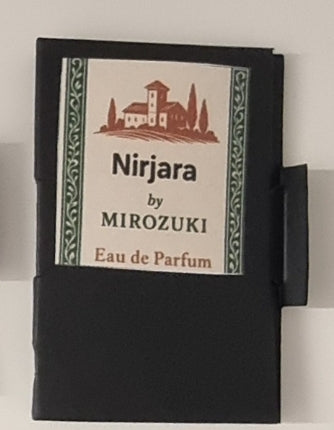 Nirjara
by
MIROZUKI
Eau de Parfum